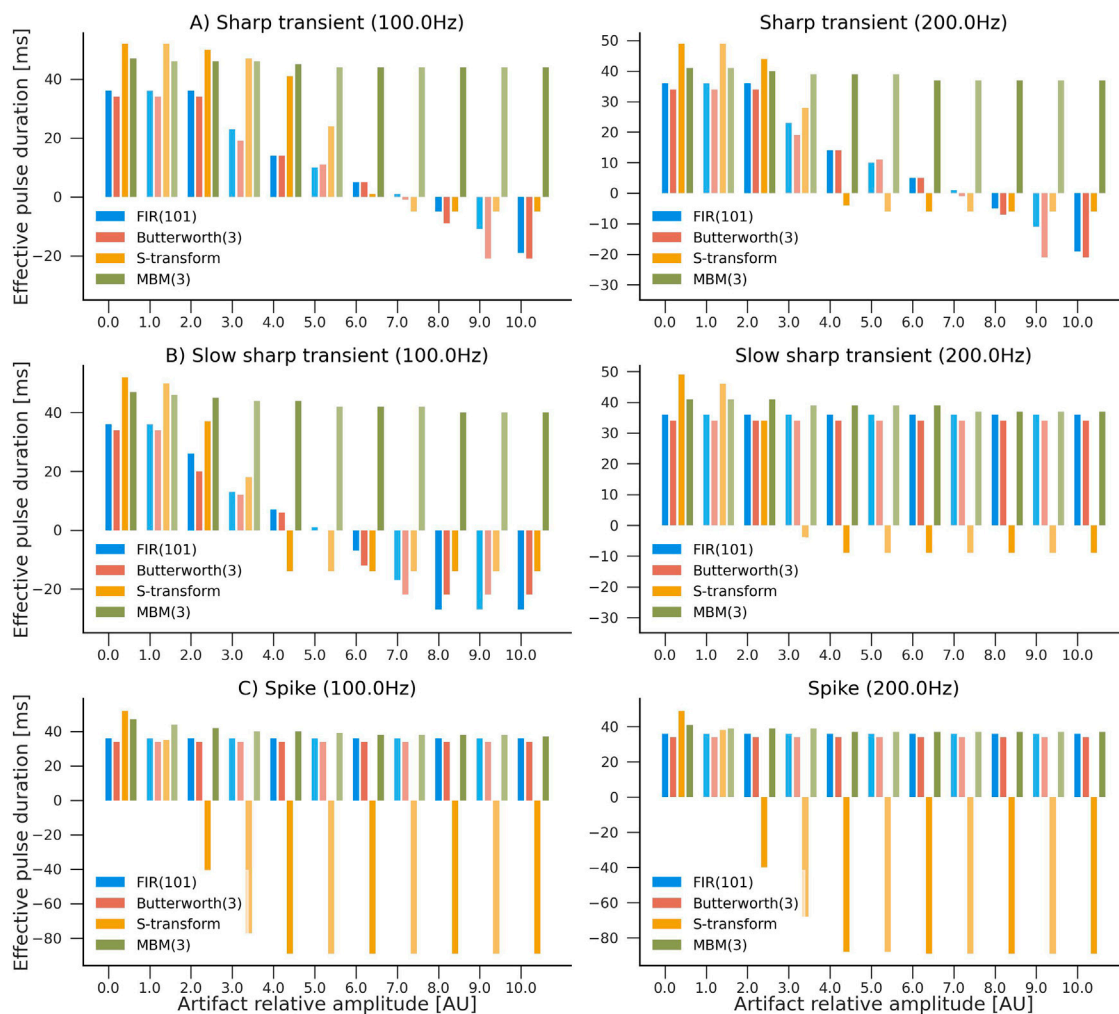 A) Sharp transient (100.0Hz)
Effective pulse duration [ms]
40
20
0
−20
FIR(101)
Butterworth(3)
S-transform
MBM(3)
0.0 1.0 2.0 3.0 4.0 5.0 6.0 7.0 8.0 9.0 10.0
Sharp transient (200.0Hz)
50
40
30
20
10
0
−10
−20
−30
FIR(101)
Butterworth(3)
S-transform
MBM(3)
0.0 1.0 2.0 3.0 4.0 5.0 6.0 7.0 8.0 9.0 10.0
B) Slow sharp transient (100.0Hz)
Effective pulse duration [ms]
40
20
0
−20
FIR(101)
Butterworth(3)
S-transform
MBM(3)
0.0 1.0 2.0 3.0 4.0 5.0 6.0 7.0 8.0 9.0 10.0
Slow sharp transient (200.0Hz)
50
40
30
20
10
0
−10
−20
−30
FIR(101)
Butterworth(3)
S-transform
MBM(3)
0.0 1.0 2.0 3.0 4.0 5.0 6.0 7.0 8.0 9.0 10.0
C) Spike (100.0Hz)
Effective pulse duration [ms]
40
20
0
−20
−40
−60
−80
FIR(101)
Butterworth(3)
S-transform
MBM(3)
0.0 1.0 2.0 3.0 4.0 5.0 6.0 7.0 8.0 9.0 10.0
Artifact relative amplitude [AU]
Spike (200.0Hz)
40
20
0
−20
−40
−60
−80
FIR(101)
Butterworth(3)
S-transform
MBM(3)
0.0 1.0 2.0 3.0 4.0 5.0 6.0 7.0 8.0 9.0 10.0
Artifact relative amplitude [AU]